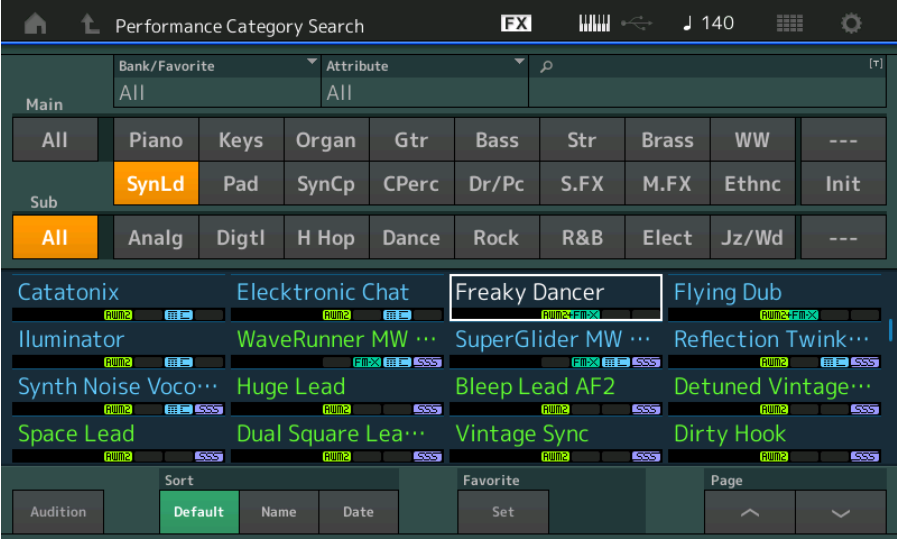 Performance Category Search FX ♩ 140
Bank/Favorite Attribute [T]
All All
Main
All Piano Keys Organ Gtr Bass Str Brass WW ---
SynLd Pad SynCp CPerc Dr/Pc S.FX M.FX Ethnc Init
Sub
All Analg Digtl H Hop Dance Rock R&B Elect Jz/Wd ---
Catatonix Elecktronic Chat Freaky Dancer Flying Dub
AWM2 AWM2 AWM2+FM-X AWM2+FM-X
Iluminator WaveRunner MW ⋯ SuperGlider MW ⋯ Reflection Twink⋯
AWM2 FM-X SSS FM-X SSS AWM2 SSS
Synth Noise Voco⋯ Huge Lead Bleep Lead AF2 Detuned Vintage⋯
AWM2 SSS AWM2 SSS AWM2 SSS AWM2 SSS
Space Lead Dual Square Lea⋯ Vintage Sync Dirty Hook
AWM2 SSS AWM2 SSS AWM2 SSS AWM2 SSS
Sort Favorite Page
Audition Default Name Date Set